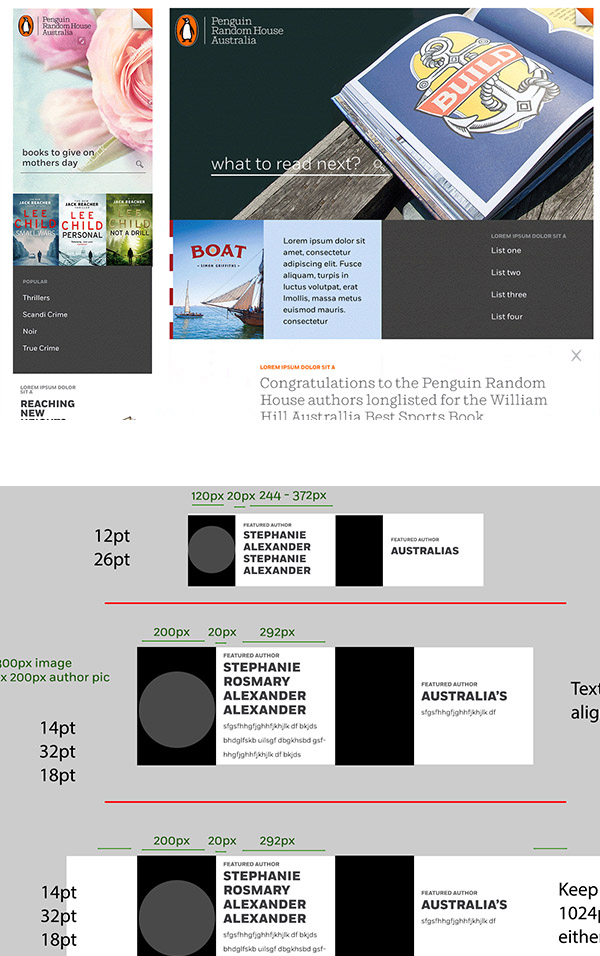 Penguin
Random House
Australia
books to give on
mothers day
JACK REACHER
LEE
CHILD
SMALL WARS
JACK REACHER
LEE
CHILD
PERSONAL
JACK REACHER
LEE
CHILD
NOT A DRILL
POPULAR
Thrillers
Scandi Crime
Noir
True Crime
LOREM IPSUM DOLOR
SIT A
REACHING
NEW
Penguin
Random House
Australia
BUILD
what to read next?
BOAT
• SIMON GRIFFITHS •
Lorem ipsum dolor sit
amet, consectetur
adipiscing elit. Fusce
aliquam, turpis in
luctus volutpat, erat
lmollis, massa metus
euismod mauris.
consectetur
LOREM IPSUM DOLOR SIT A
List one
List two
List three
List four
LOREM IPSUM DOLOR SIT A
Congratulations to the Penguin Random
House authors longlisted for the William
Hill Australlia Best Sports Book
120px 20px 244 - 372px
12pt
26pt
FEATURED AUTHOR
STEPHANIE
ALEXANDER
STEPHANIE
ALEXANDER
FEATURED AUTHOR
AUSTRALIAS
200px 20px 292px
300px image
x 200px author pic
14pt
32pt
18pt
FEATURED AUTHOR
STEPHANIE
ROSMARY
ALEXANDER
ALEXANDER
sfgsfhhgfjghhfjkhjlk df bkjds
bhdglfskb uilsgf dbgkhsbd gsf-
hhgfjghhfjkhjlk df bkjds
FEATURED AUTHOR
AUSTRALIA'S
sfgsfhhgfjghhfjkhjlk df
Text
alig
200px 20px 292px
14pt
32pt
18pt
FEATURED AUTHOR
STEPHANIE
ROSMARY
ALEXANDER
ALEXANDER
sfgsfhhgfjghhfjkhjlk df bkjds
bhdglfskb uilsgf dbgkhsbd gsf-
FEATURED AUTHOR
AUSTRALIA'S
sfgsfhhgfjghhfjkhjlk df
Keep
1024p
either